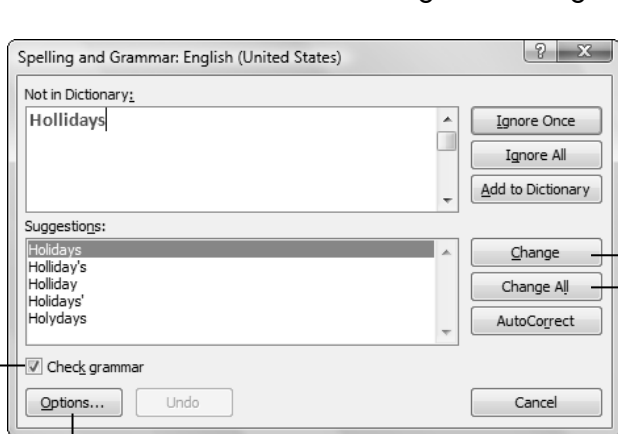 Spelling and Grammar: English (United States)
Not in Dictionary:
Hollidays
Ignore Once
Ignore All
Add to Dictionary
Suggestions:
Holidays
Holliday's
Holliday
Holidays'
Holydays
Change
Change All
AutoCorrect
Check grammar
Options...
Undo
Cancel